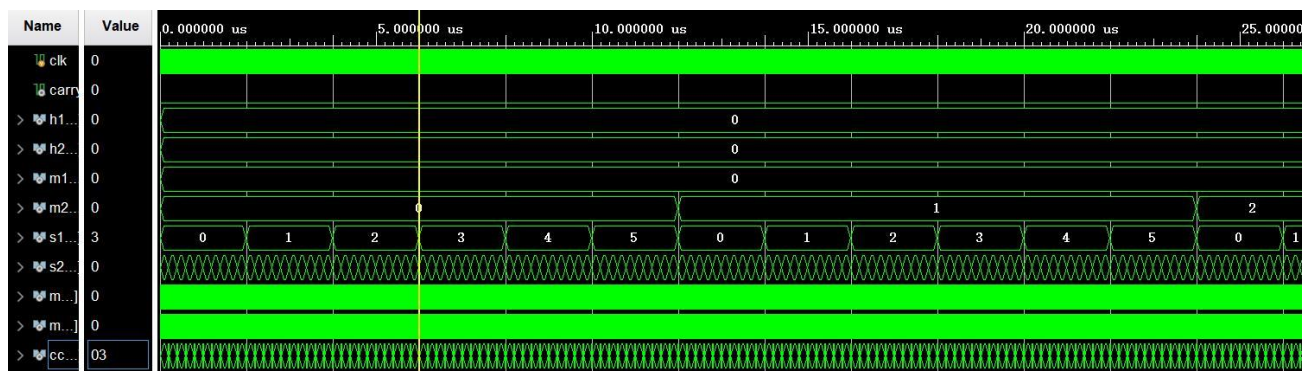 Name Value 0.000000 us 5.000000 us 10.000000 us 15.000000 us 20.000000 us 25.00000
clk 0
carry 0
h1... 0 0
h2... 0 0
m1... 0 0
m2... 0 0 1 2
s1...] 3 0 1 2 3 4 5 0 1 2 3 4 5 0 1
s2...] 0
m...] 0
m...] 0
cc... 03